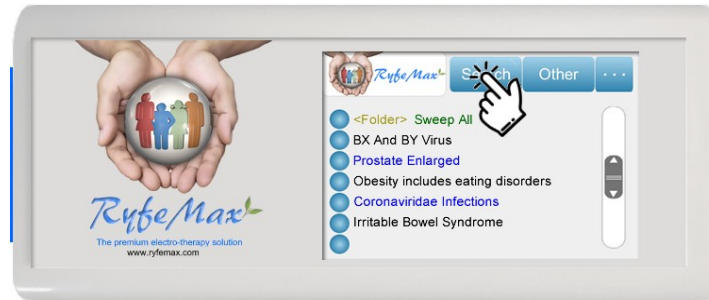 RyfeMax
The premium electro-therapy solution
www.ryfemax.com
RyfeMax
Search
Other
...
<Folder> Sweep All
BX And BY Virus
Prostate Enlarged
Obesity includes eating disorders
Coronaviridae Infections
Irritable Bowel Syndrome